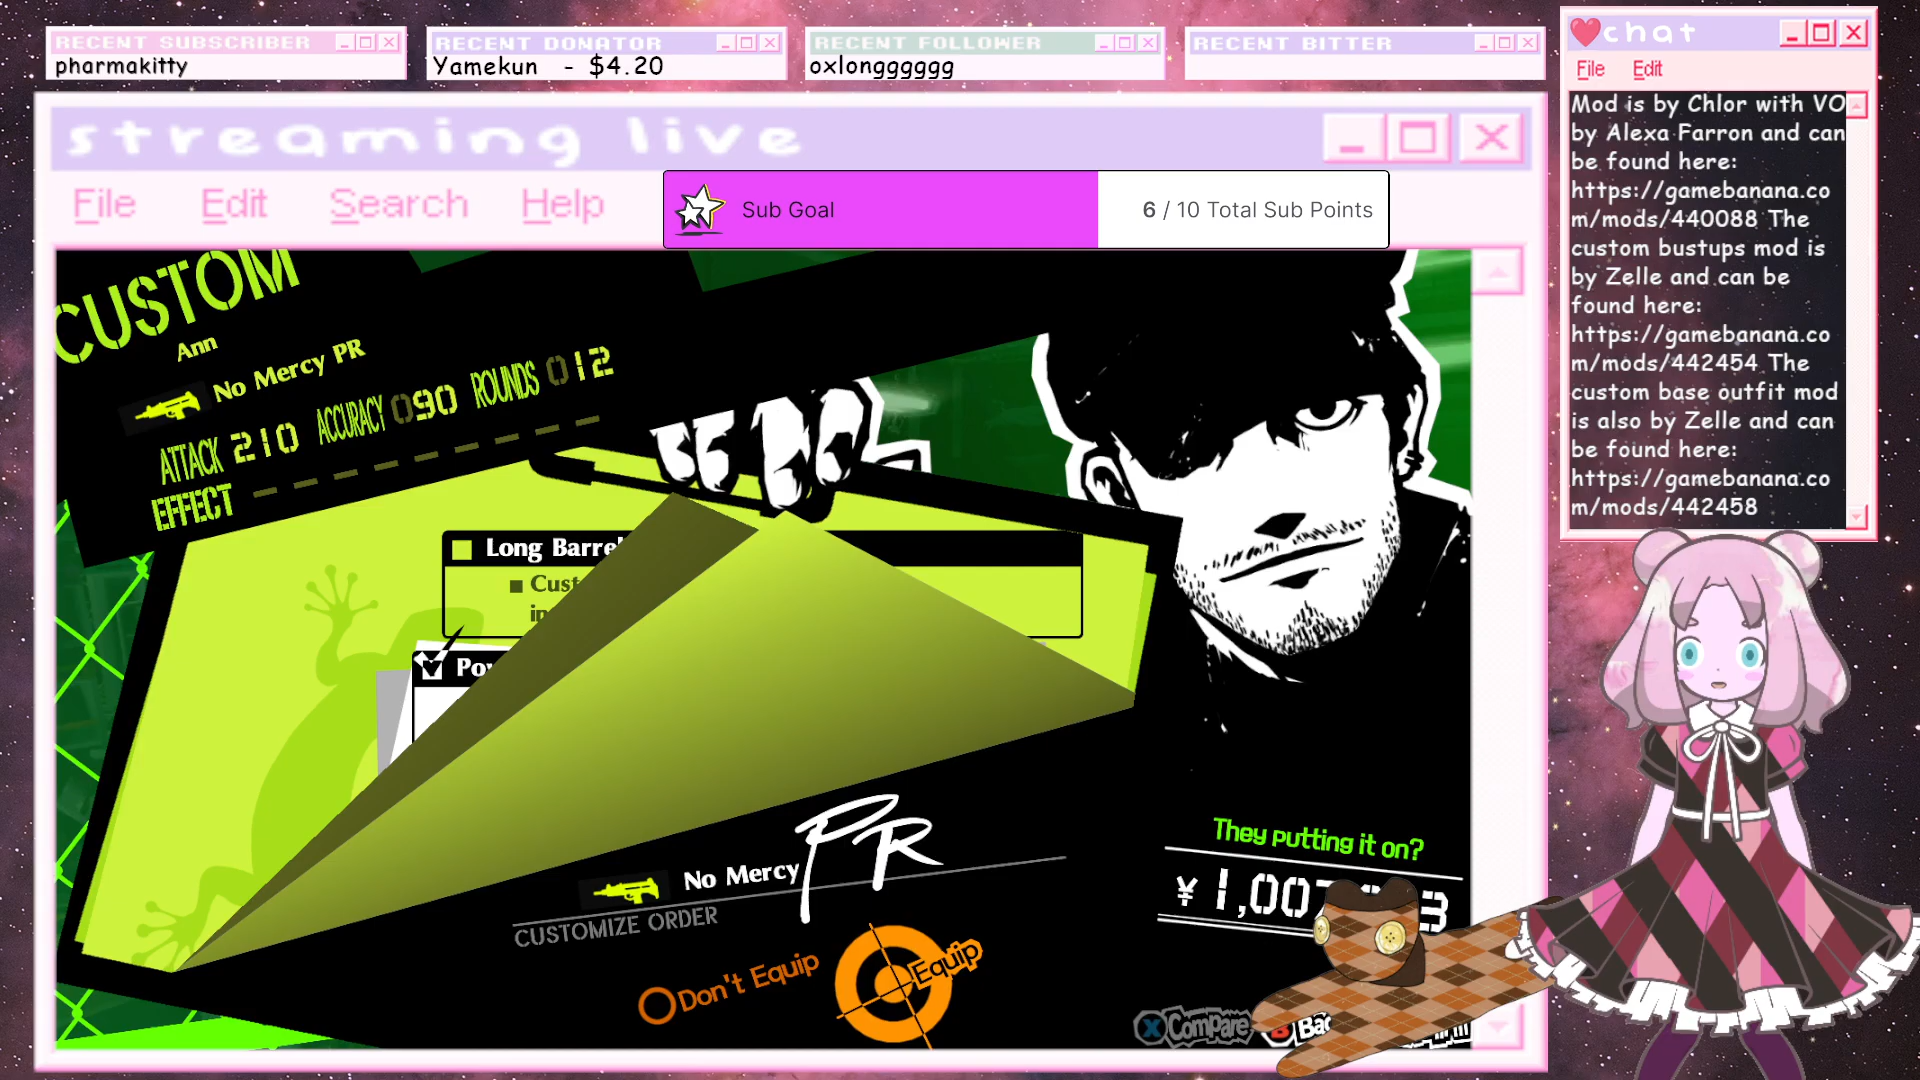 RECENT SUBSCRIBER
pharmakitty
RECENT DONATOR
Yamekun - $4.20
RECENT FOLLOWER
oxlongggggg
RECENT BITTER
chat
File Edit
Mod is by Chlor with VO
by Alexa Farron and can
be found here:
https://gamebanana.co
m/mods/440088 The
custom bustups mod is
by Zelle and can be
found here:
https://gamebanana.co
m/mods/442454 The
custom base outfit mod
is also by Zelle and can
be found here:
https://gamebanana.co
m/mods/442458
streaming live
File Edit Search Help
Sub Goal
6 / 10 Total Sub Points
CUSTOM
Ann
No Mercy PR
ATTACK 210 ACCURACY 090 ROUNDS 012
EFFECT
Long Barrel
No Mercy PR
CUSTOMIZE ORDER
Don't Equip
Equip
They putting it on?
X Compare